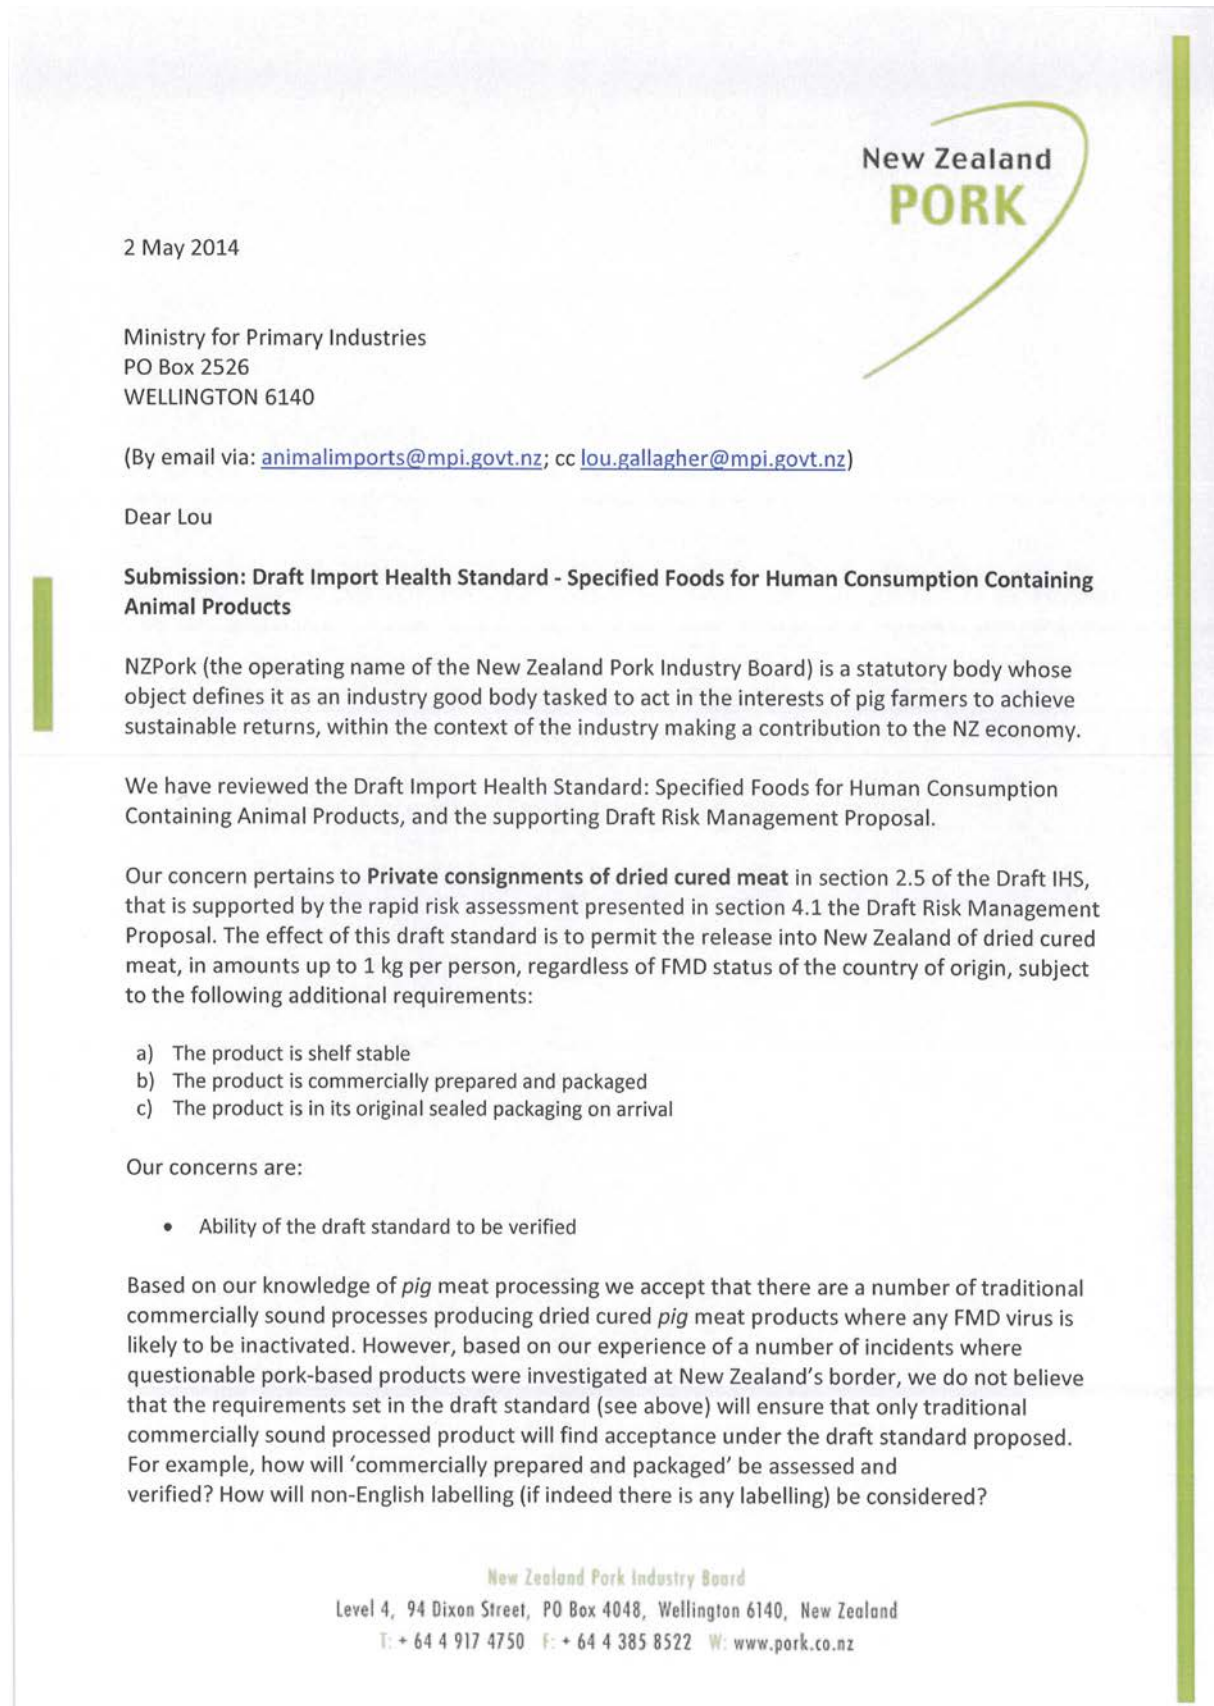 New Zealand
PORK
2 May 2014
Ministry for Primary Industries
PO Box 2526
WELLINGTON 6140
(By email via: animalimports@mpi.govt.nz; cc lou.gallagher@mpi.govt.nz)
Dear Lou
Submission: Draft Import Health Standard - Specified Foods for Human Consumption Containing
Animal Products
NZPork (the operating name of the New Zealand Pork Industry Board) is a statutory body whose
object defines it as an industry good body tasked to act in the interests of pig farmers to achieve
sustainable returns, within the context of the industry making a contribution to the NZ economy.
We have reviewed the Draft Import Health Standard: Specified Foods for Human Consumption
Containing Animal Products, and the supporting Draft Risk Management Proposal.
Our concern pertains to Private consignments of dried cured meat in section 2.5 of the Draft IHS,
that is supported by the rapid risk assessment presented in section 4.1 the Draft Risk Management
Proposal. The effect of this draft standard is to permit the release into New Zealand of dried cured
meat, in amounts up to 1 kg per person, regardless of FMD status of the country of origin, subject
to the following additional requirements:
a) The product is shelf stable
b) The product is commercially prepared and packaged
c) The product is in its original sealed packaging on arrival
Our concerns are:
• Ability of the draft standard to be verified
Based on our knowledge of pig meat processing we accept that there are a number of traditional
commercially sound processes producing dried cured pig meat products where any FMD virus is
likely to be inactivated. However, based on our experience of a number of incidents where
questionable pork-based products were investigated at New Zealand's border, we do not believe
that the requirements set in the draft standard (see above) will ensure that only traditional
commercially sound processed product will find acceptance under the draft standard proposed.
For example, how will 'commercially prepared and packaged' be assessed and
verified? How will non-English labelling (if indeed there is any labelling) be considered?
New Zealand Pork Industry Board
Level 4, 94 Dixon Street, PO Box 4048, Wellington 6140, New Zealand
T: + 64 4 917 4750 F: + 64 4 385 8522 W: www.pork.co.nz